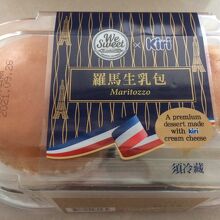 We
Sweet
×
Kiri
羅馬生乳包
Maritozzo
A premium
dessert made
with kiri
cream cheese
須冷藏